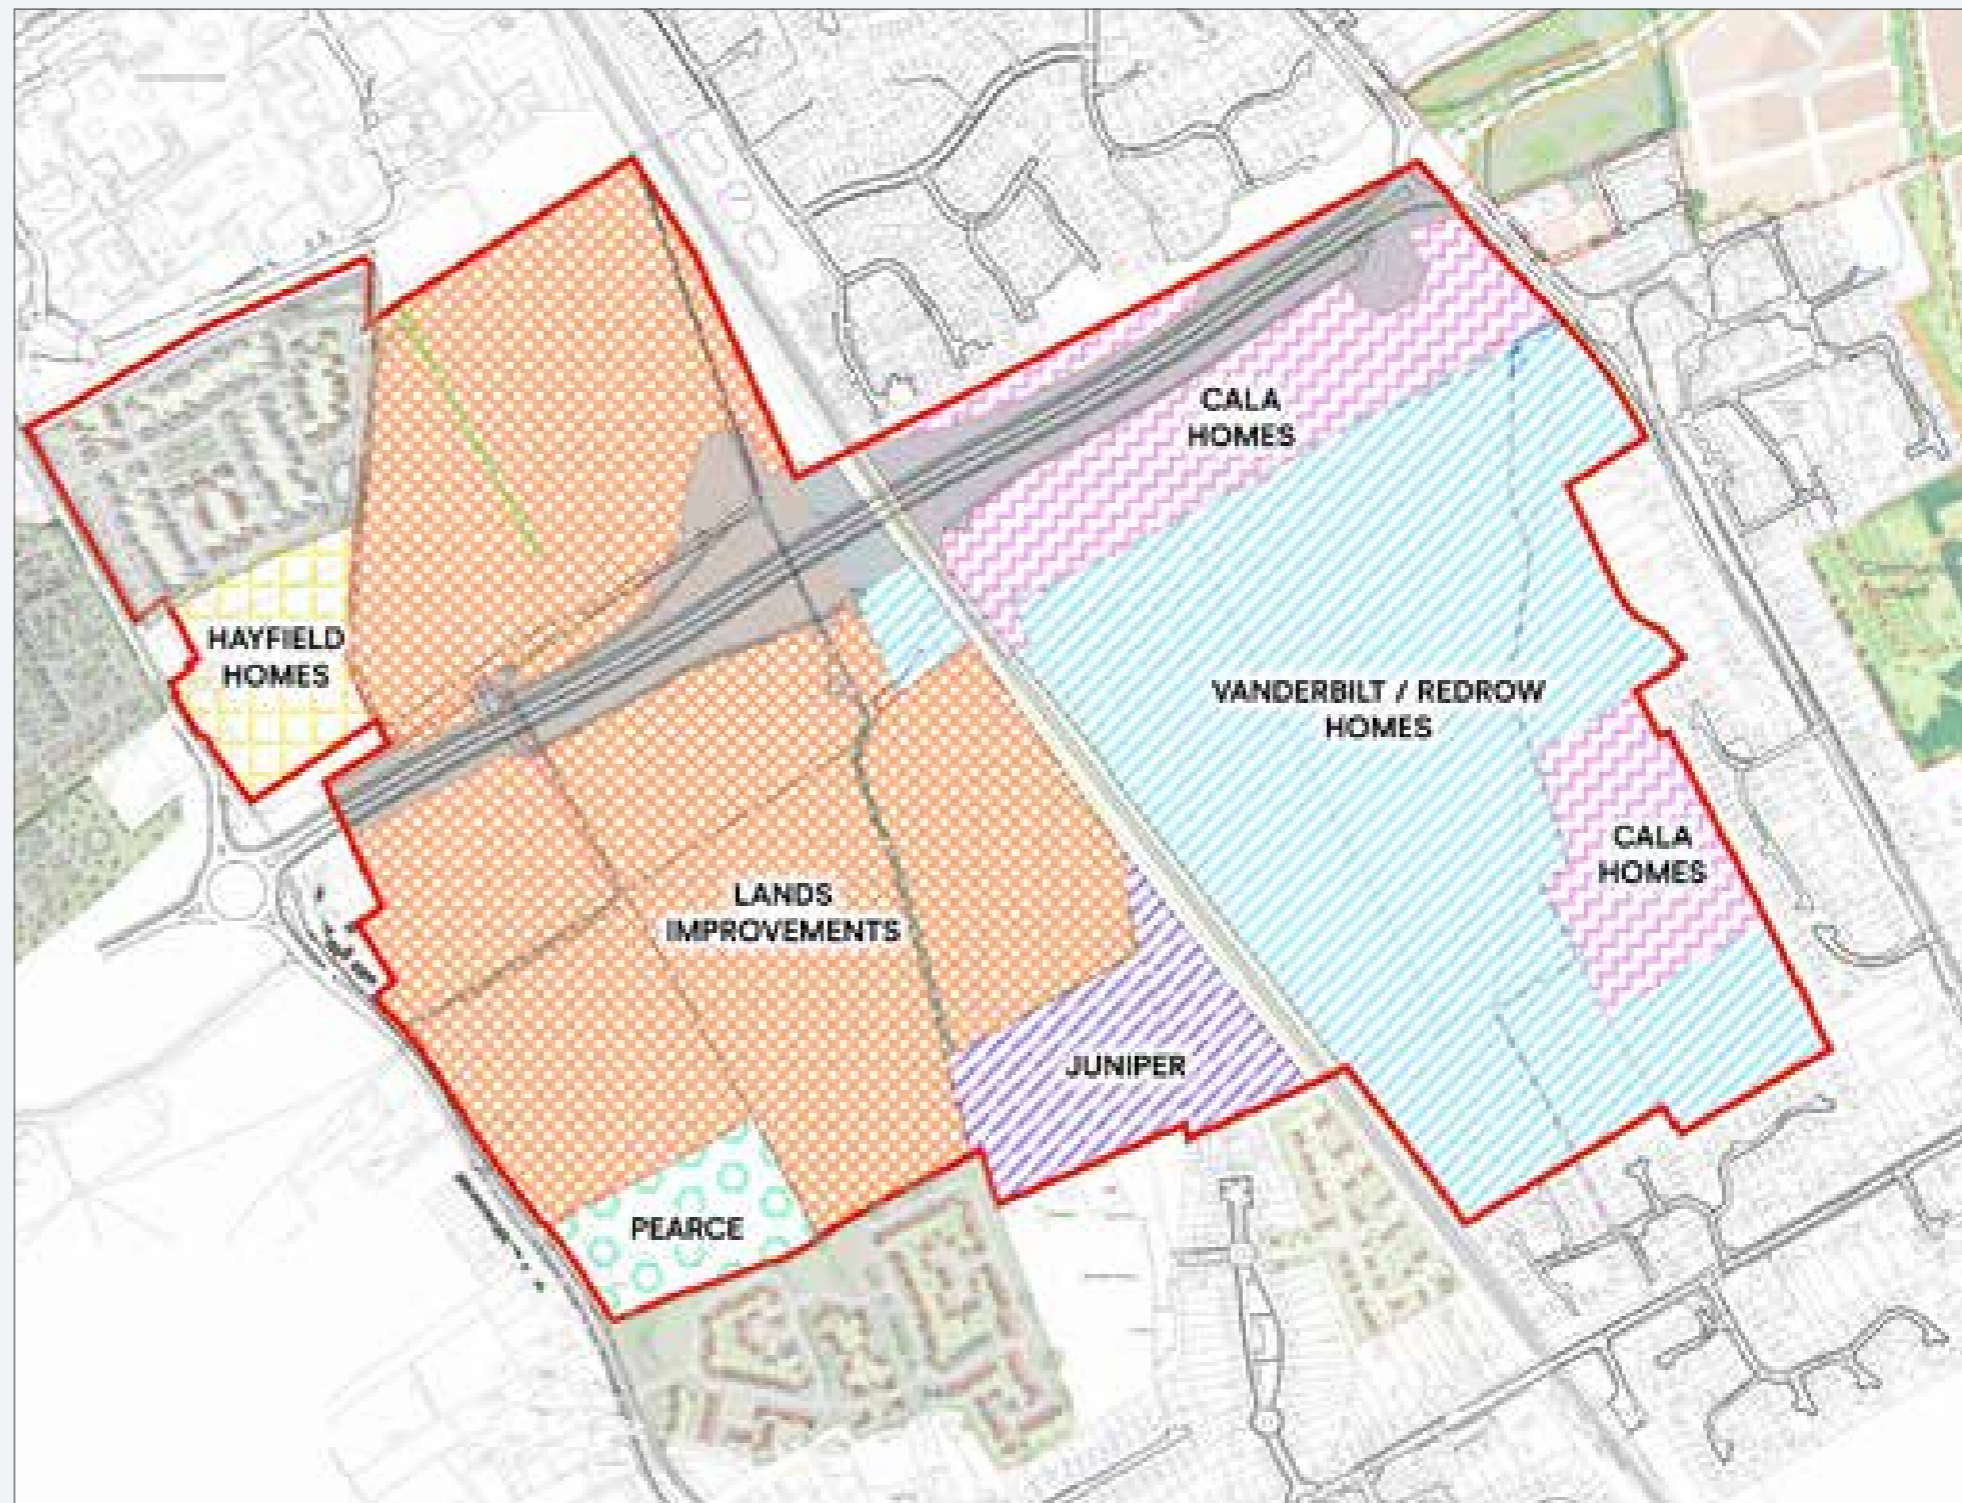 CALA
HOMES
HAYFIELD
HOMES
VANDERBILT / REDROW
HOMES
CALA
HOMES
LANDS
IMPROVEMENTS
JUNIPER
PEARCE